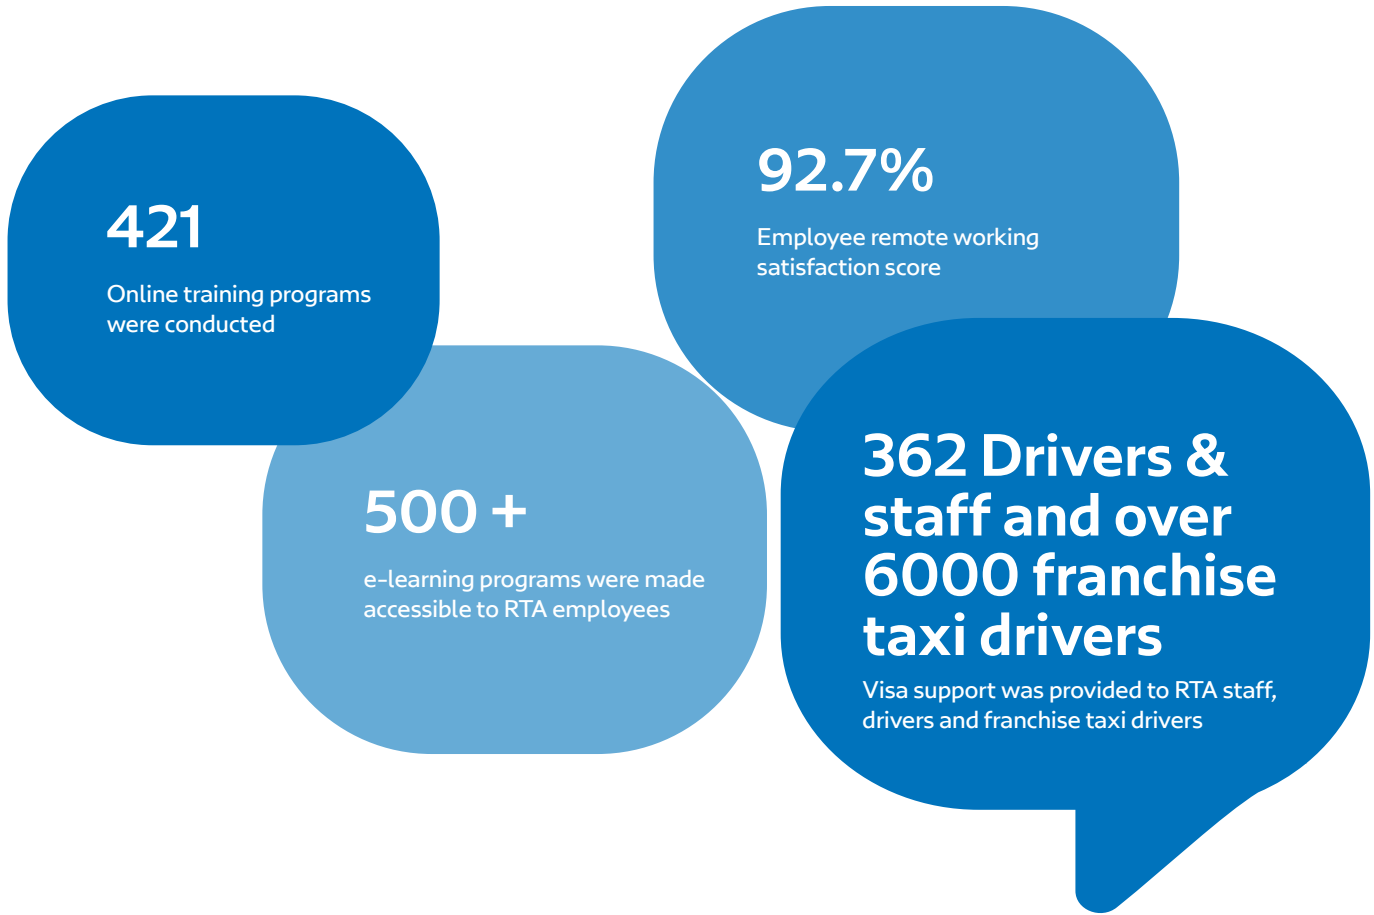 421
Online training programs
were conducted
92.7%
Employee remote working
satisfaction score
500 +
e-learning programs were made
accessible to RTA employees
362 Drivers &
staff and over
6000 franchise
taxi drivers
Visa support was provided to RTA staff,
drivers and franchise taxi drivers